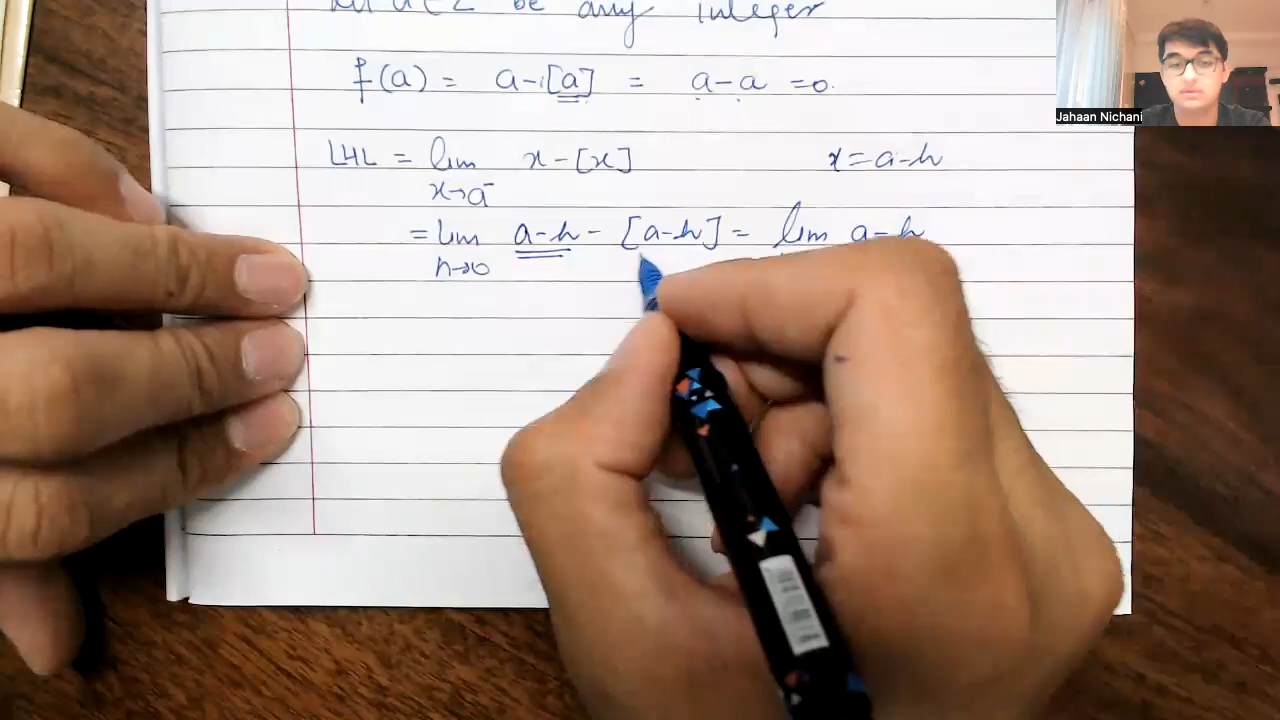 be any integer
f(a) = a-[a] = a-a = 0.
LHL = lim x - [x] x = a-h
x→a⁻
= lim a-h - [a-h] = lim a-h
h→0
Jahaan Nichani